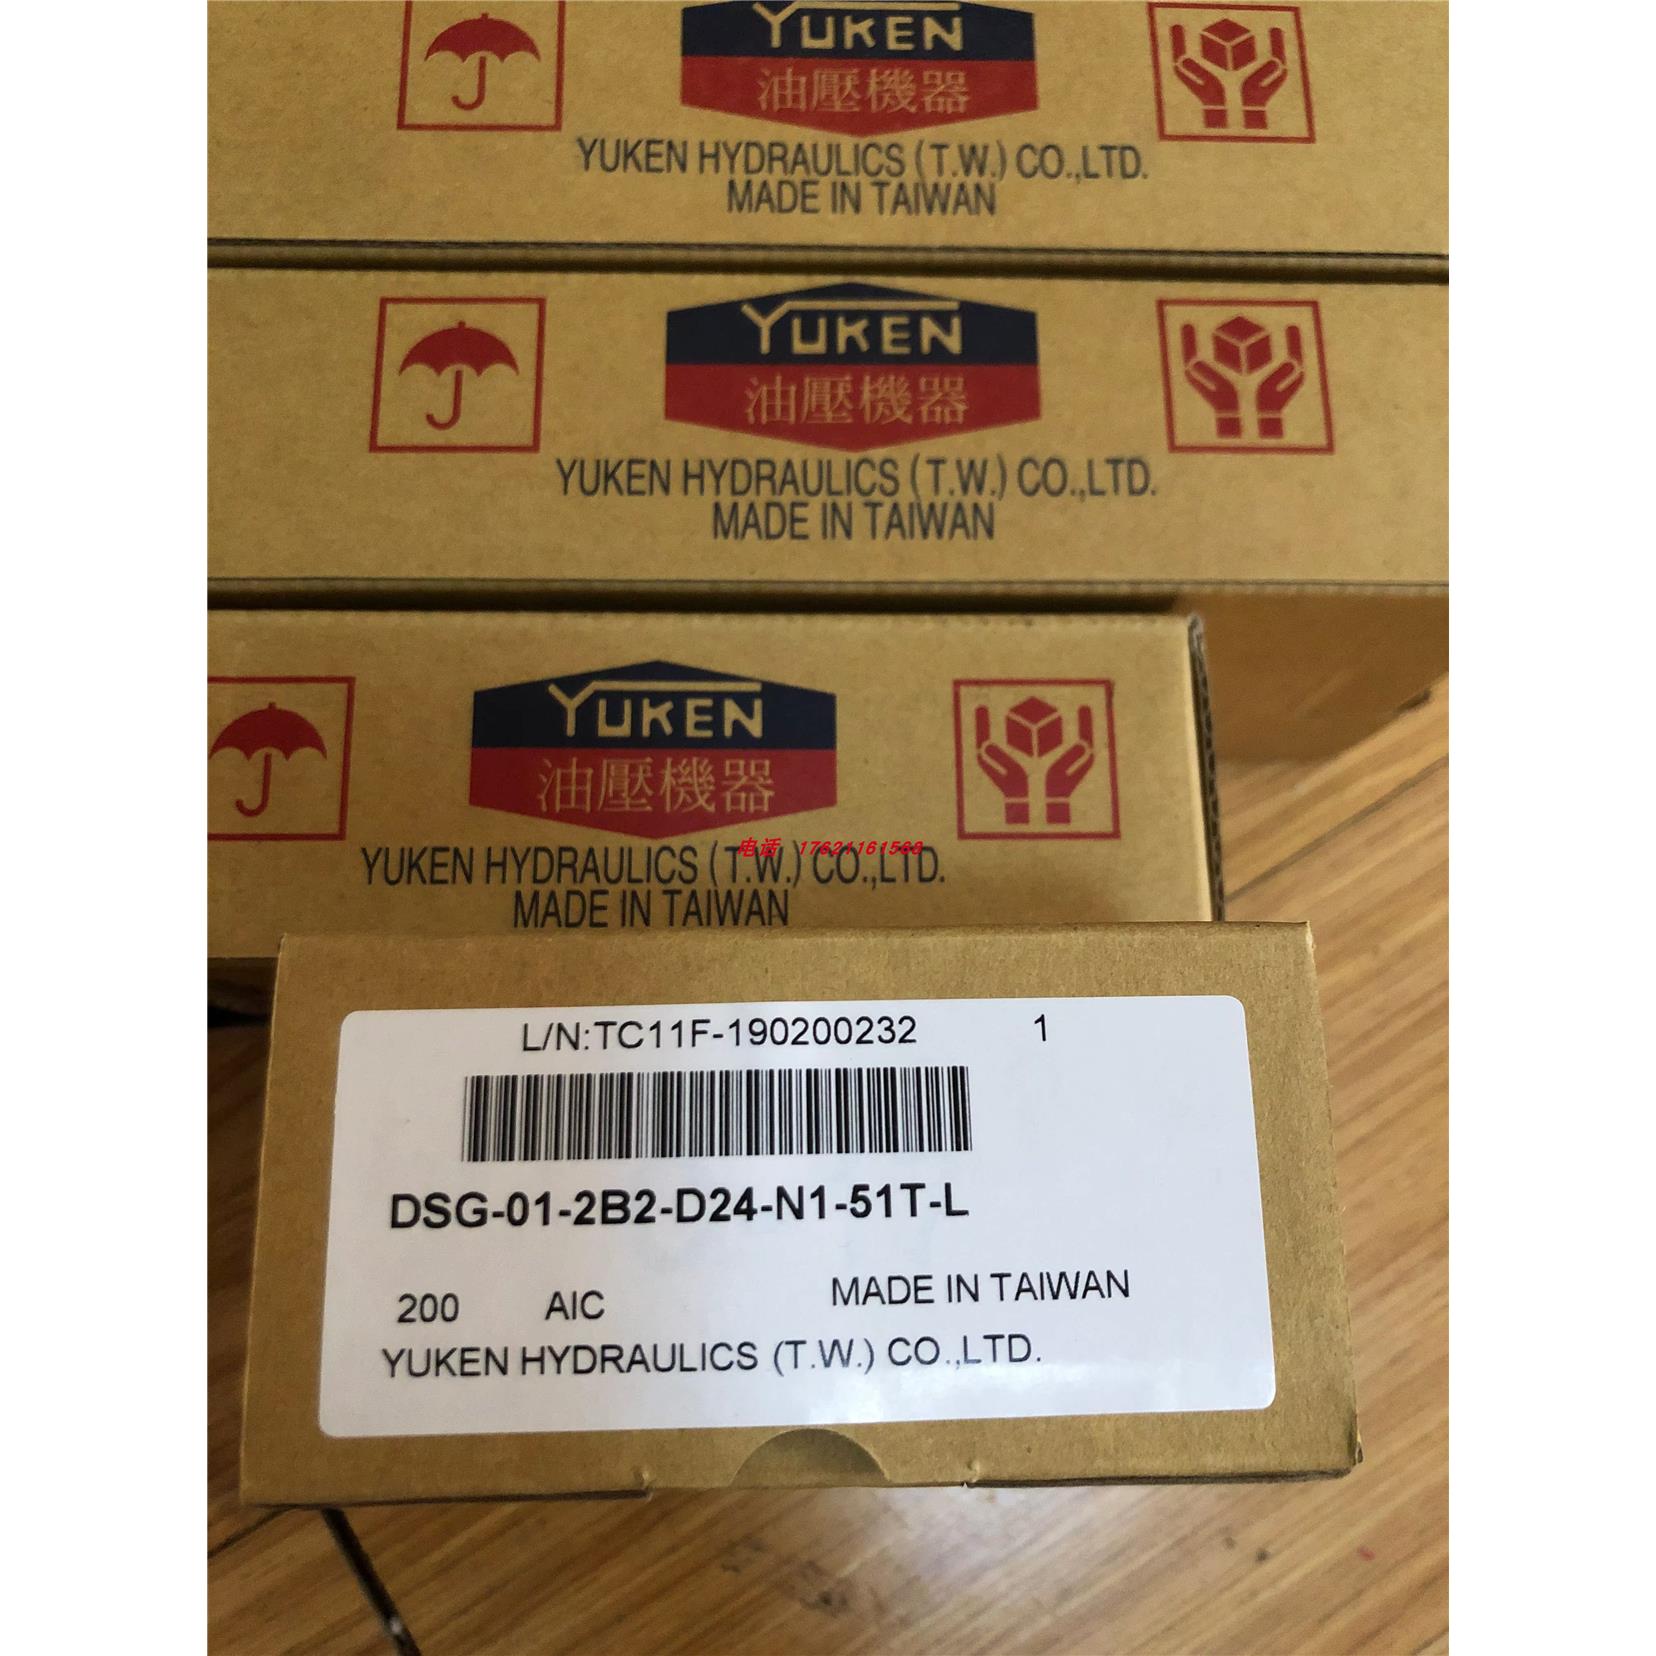 YUKEN
油壓機器
YUKEN HYDRAULICS (T.W.) CO.,LTD.
MADE IN TAIWAN
YUKEN
油壓機器
YUKEN HYDRAULICS (T.W.) CO.,LTD.
MADE IN TAIWAN
YUKEN
油壓機器
电话 17621161568
YUKEN HYDRAULICS (T.W.) CO.,LTD.
MADE IN TAIWAN
L/N:TC11F-190200232 1
DSG-01-2B2-D24-N1-51T-L
200 AIC MADE IN TAIWAN
YUKEN HYDRAULICS (T.W.) CO.,LTD.